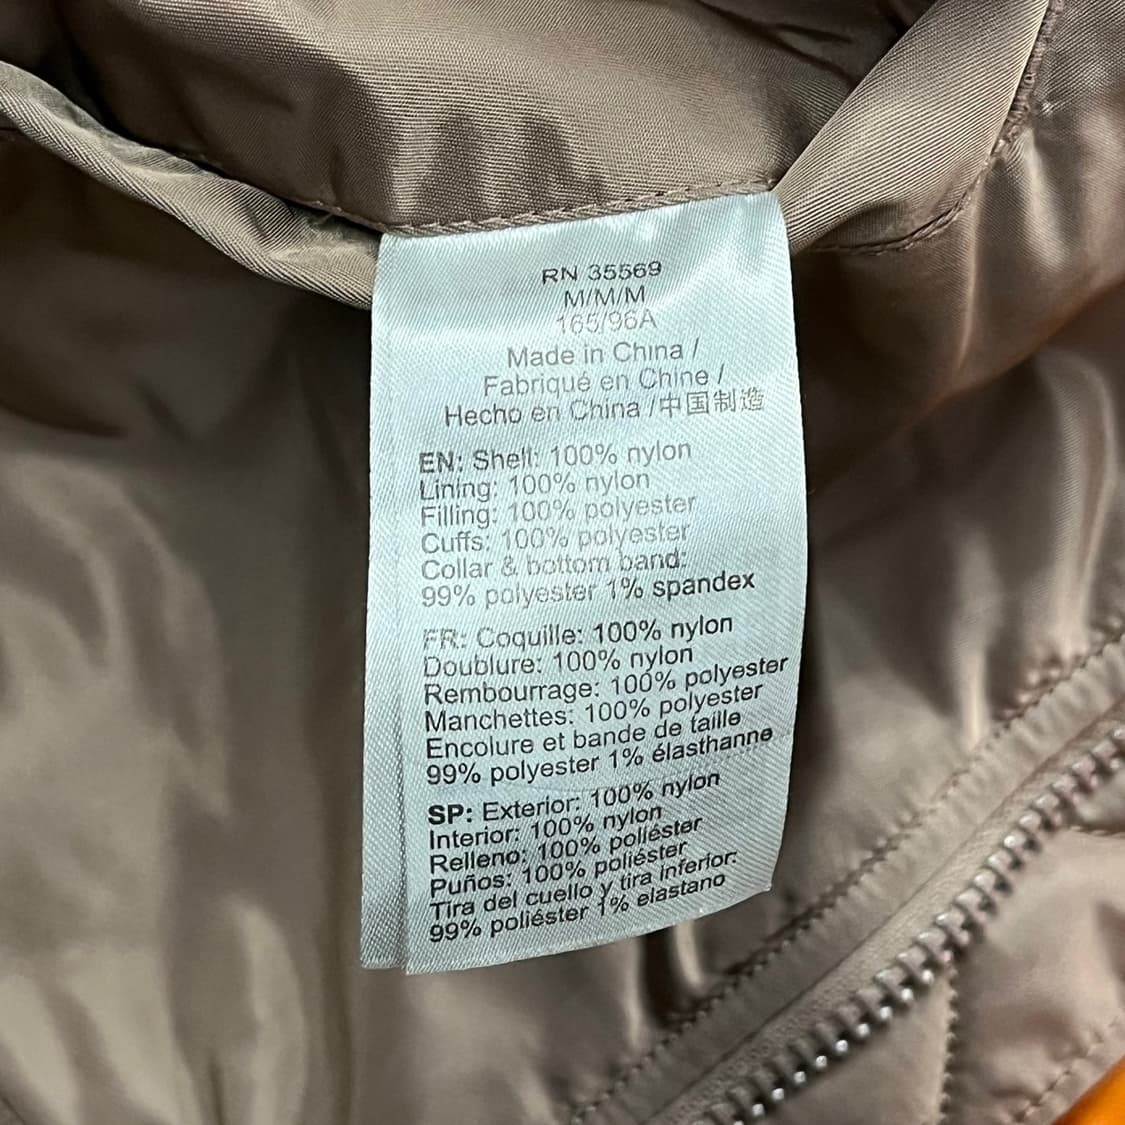 RN 35569
M/M/M
165/96A
Made in China /
Fabriqué en Chine /
Hecho en China /中国制造
EN: Shell: 100% nylon
Lining: 100% nylon
Filling: 100% polyester
Cuffs: 100% polyester
Collar & bottom band:
99% polyester 1% spandex
FR: Coquille: 100% nylon
Doublure: 100% nylon
Rembourrage: 100% polyester
Manchettes: 100% polyester
Encolure et bande de taille
99% polyester 1% élasthanne
SP: Exterior: 100% nylon
Interior: 100% nylon
Relleno: 100% poliéster
Puños: 100% poliéster
Tira del cuello y tira inferior:
99% poliéster 1% elastano